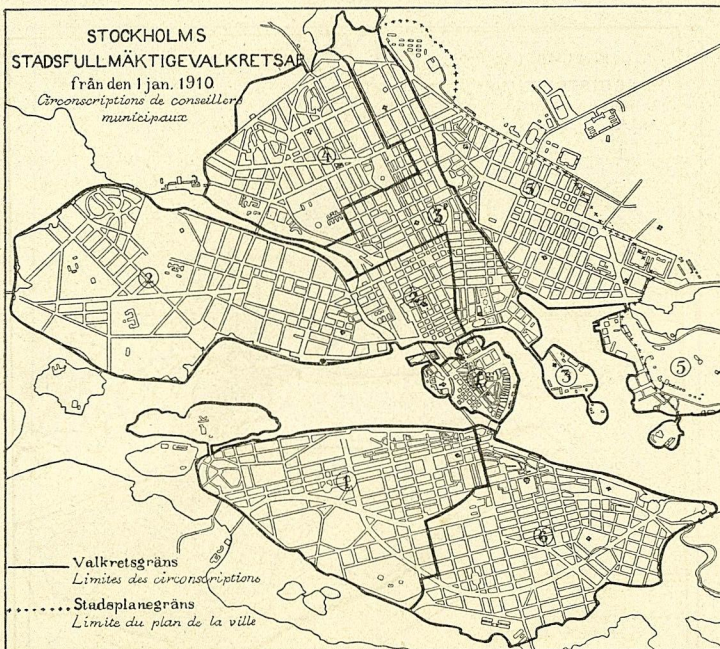 STOCKHOLMS
STADSFULLMÄKTIGEVALKRETSAR
från den 1 jan. 1910
Circonscriptions de conseillers
municipaux
4
5
3
2
2
1
3
5
1
6
Valkretsgräns
Limites des circonscriptions
Stadsplanegräns
Limite du plan de la ville